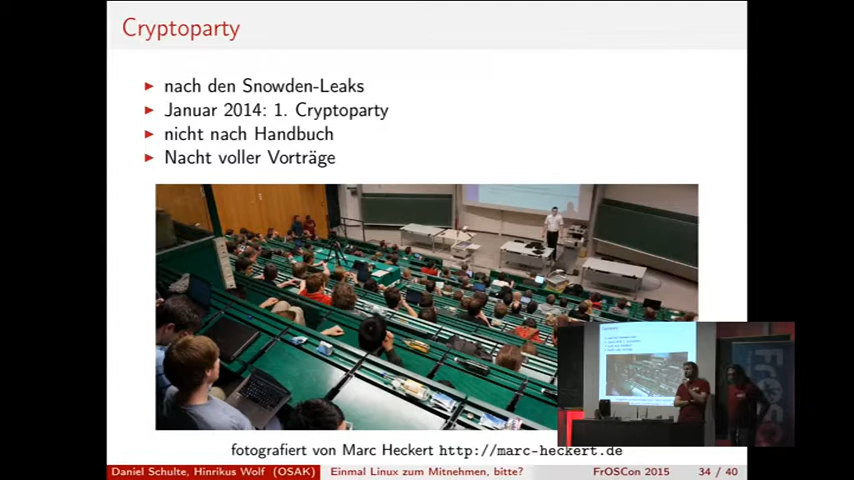 Cryptoparty
nach den Snowden-Leaks
Januar 2014: 1. Cryptoparty
nicht nach Handbuch
Nacht voller Vorträge
fotografiert von Marc Heckert http://marc-heckert.de
Daniel Schulte, Hinrikus Wolf (OSAK) Einmal Linux zum Mitnehmen, bitte? FrOSCon 2015 34 / 40